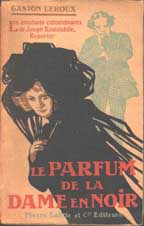 GASTON LEROUX
Les aventures extraordinaires
de Joseph Rouletabille,
Reporter
LE PARFUM
DE LA
DAME EN NOIR
Pierre Lafitte et Cie Editeurs